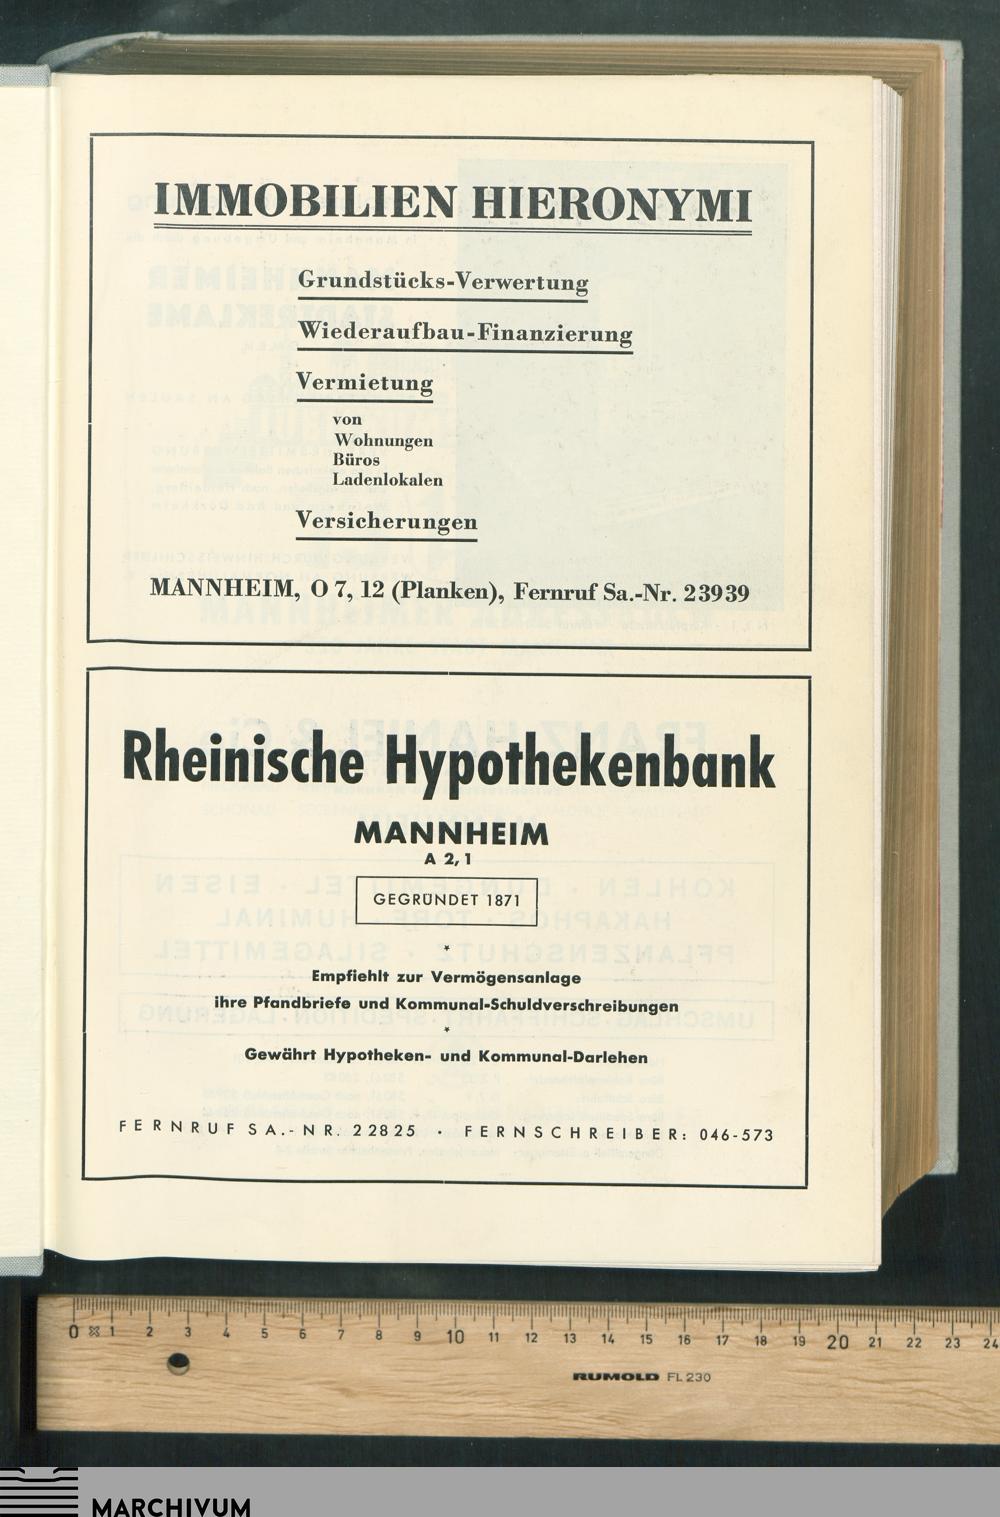 IMMOBILIEN HIERONYMI
Grundstücks-Verwertung
Wiederaufbau-Finanzierung
Vermietung
von
Wohnungen
Büros
Ladenlokalen
Versicherungen
MANNHEIM, O 7, 12 (Planken), Fernruf Sa.-Nr. 23939
Rheinische Hypothekenbank
MANNHEIM
A 2, 1
GEGRÜNDET 1871
*
Empfiehlt zur Vermögensanlage
ihre Pfandbriefe und Kommunal-Schuldverschreibungen
*
Gewährt Hypotheken- und Kommunal-Darlehen
FERNRUF SA.-NR. 22825 · FERNSCHREIBER: 046-573
0 1 2 3 4 5 6 7 8 9 10 11 12 13 14 15 16 17 18 19 20 21 22 23 24
RUMOLD FL 230
MARCHIVUM